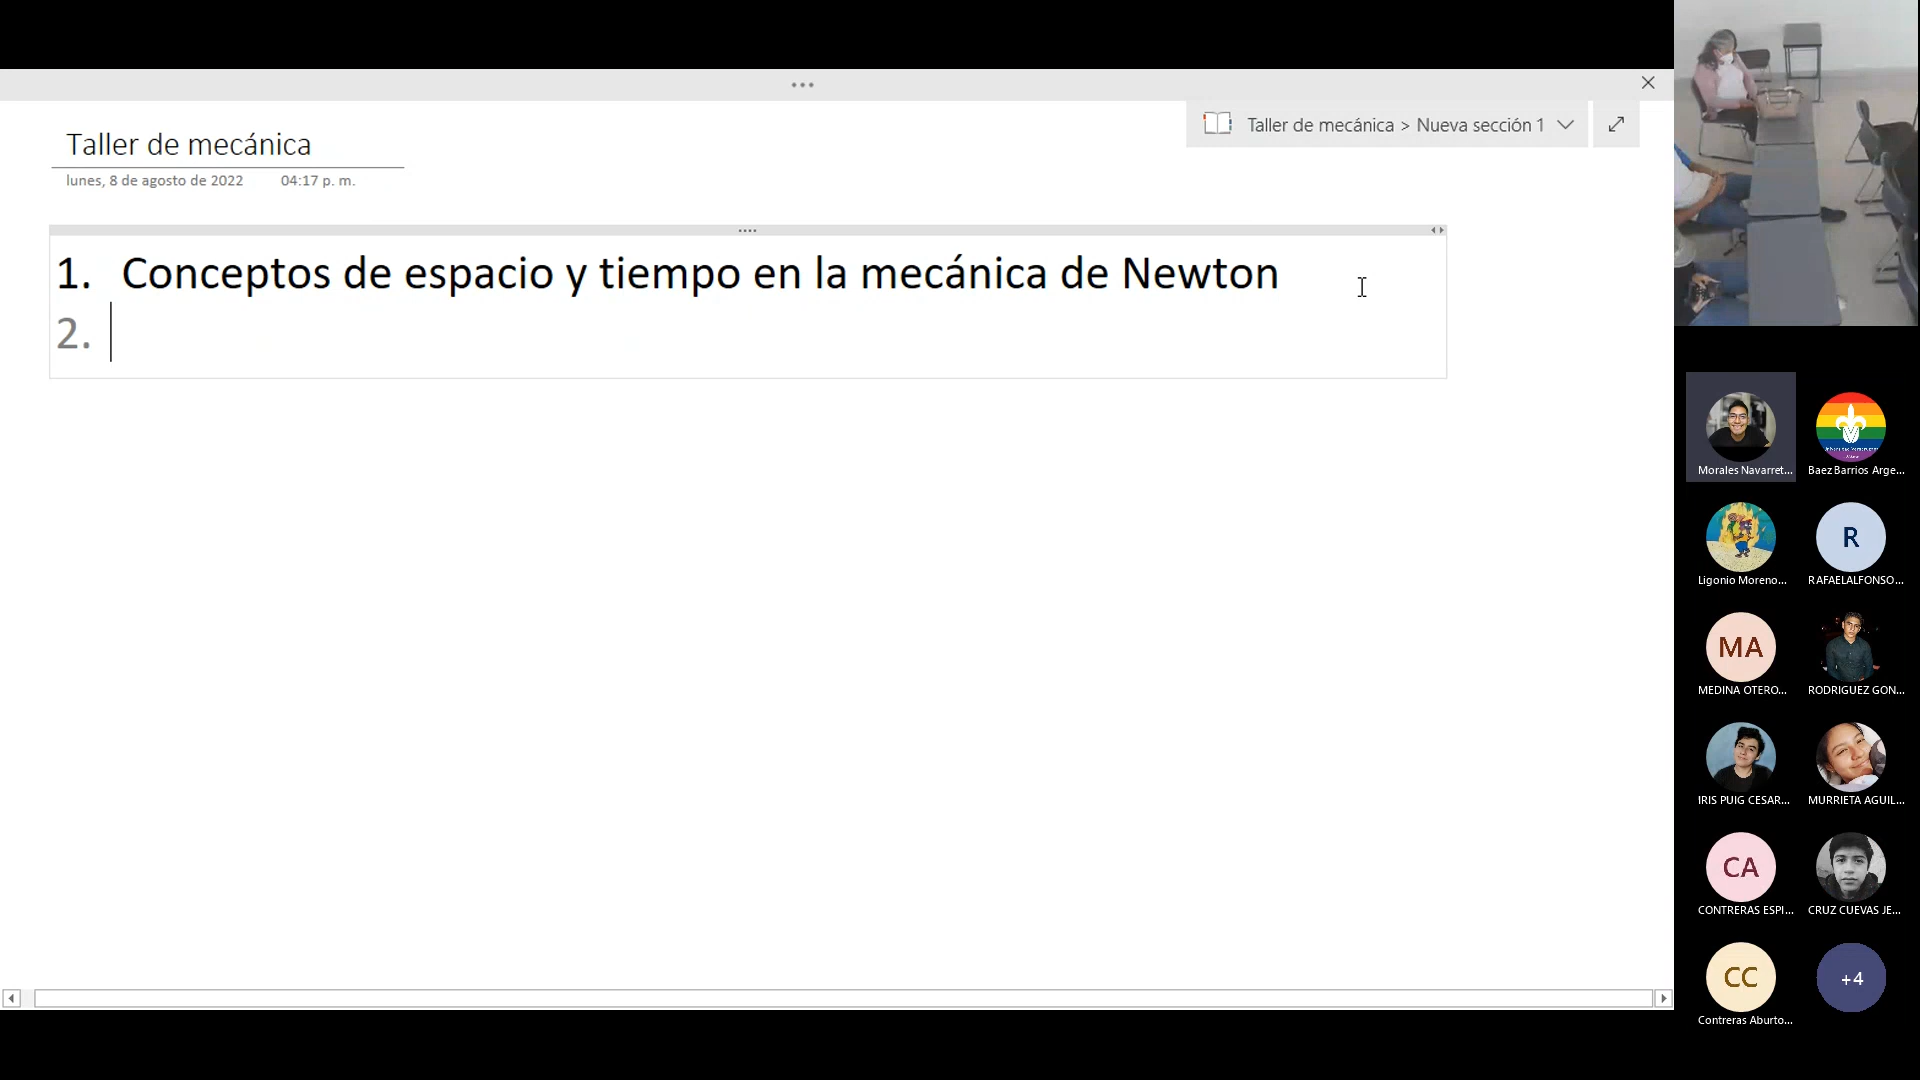 Taller de mecánica > Nueva sección 1
Taller de mecánica
lunes, 8 de agosto de 2022 04:17 p. m.
1. Conceptos de espacio y tiempo en la mecánica de Newton
2.
Morales Navarret...
Baez Barrios Arge...
Ligonio Moreno...
R
RAFAELALFONSO...
MA
MEDINA OTERO...
RODRIGUEZ GON...
IRIS PUIG CESAR...
MURRIETA AGUIL...
CA
CONTRERAS ESPI...
CRUZ CUEVAS JE...
CC
Contreras Aburto...
+4